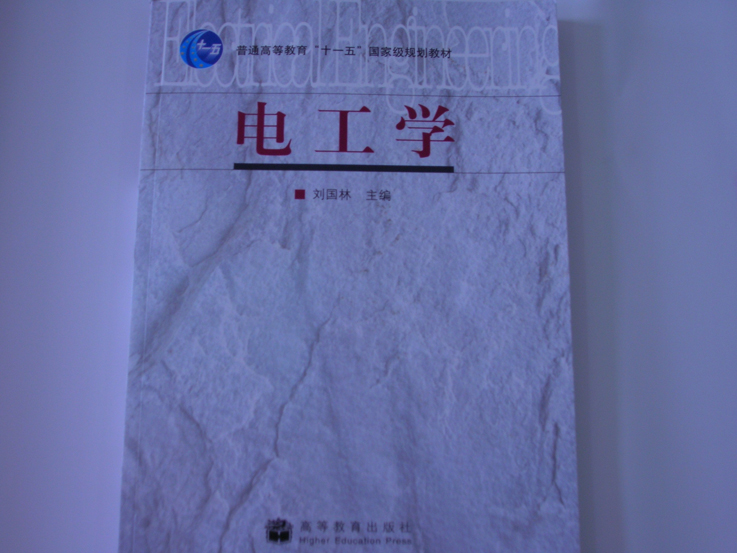 Electrical Engineering
十一五
普通高等教育“十一五”国家级规划教材
电工学
刘国林 主编
高等教育出版社
Higher Education Press